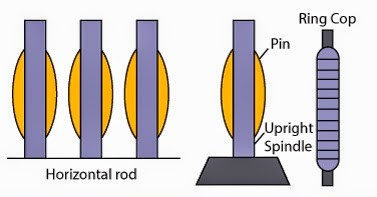 Ring Cop
Pin
Upright
Spindle
Horizontal rod